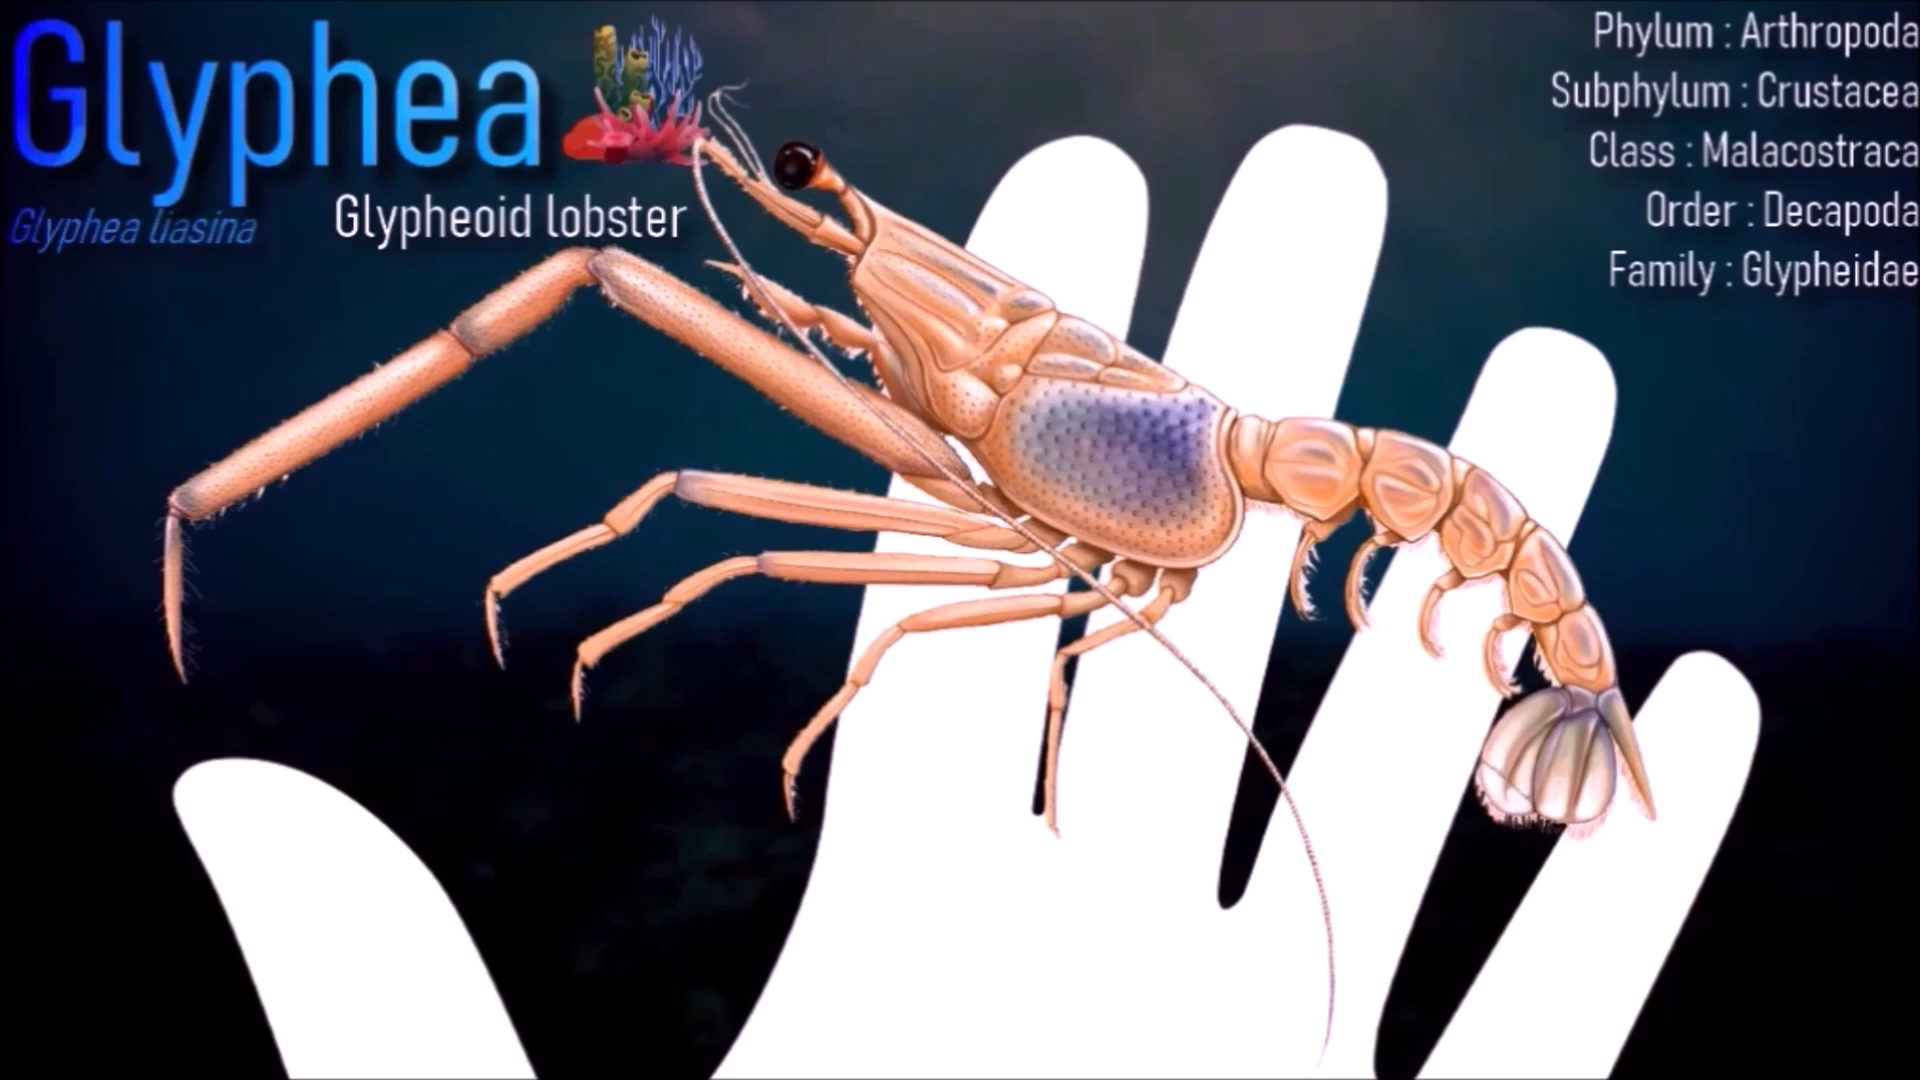 Glyphea
Glyphea liasina
Glypheoid lobster
Phylum : Arthropoda
Subphylum : Crustacea
Class : Malacostraca
Order : Decapoda
Family : Glypheidae